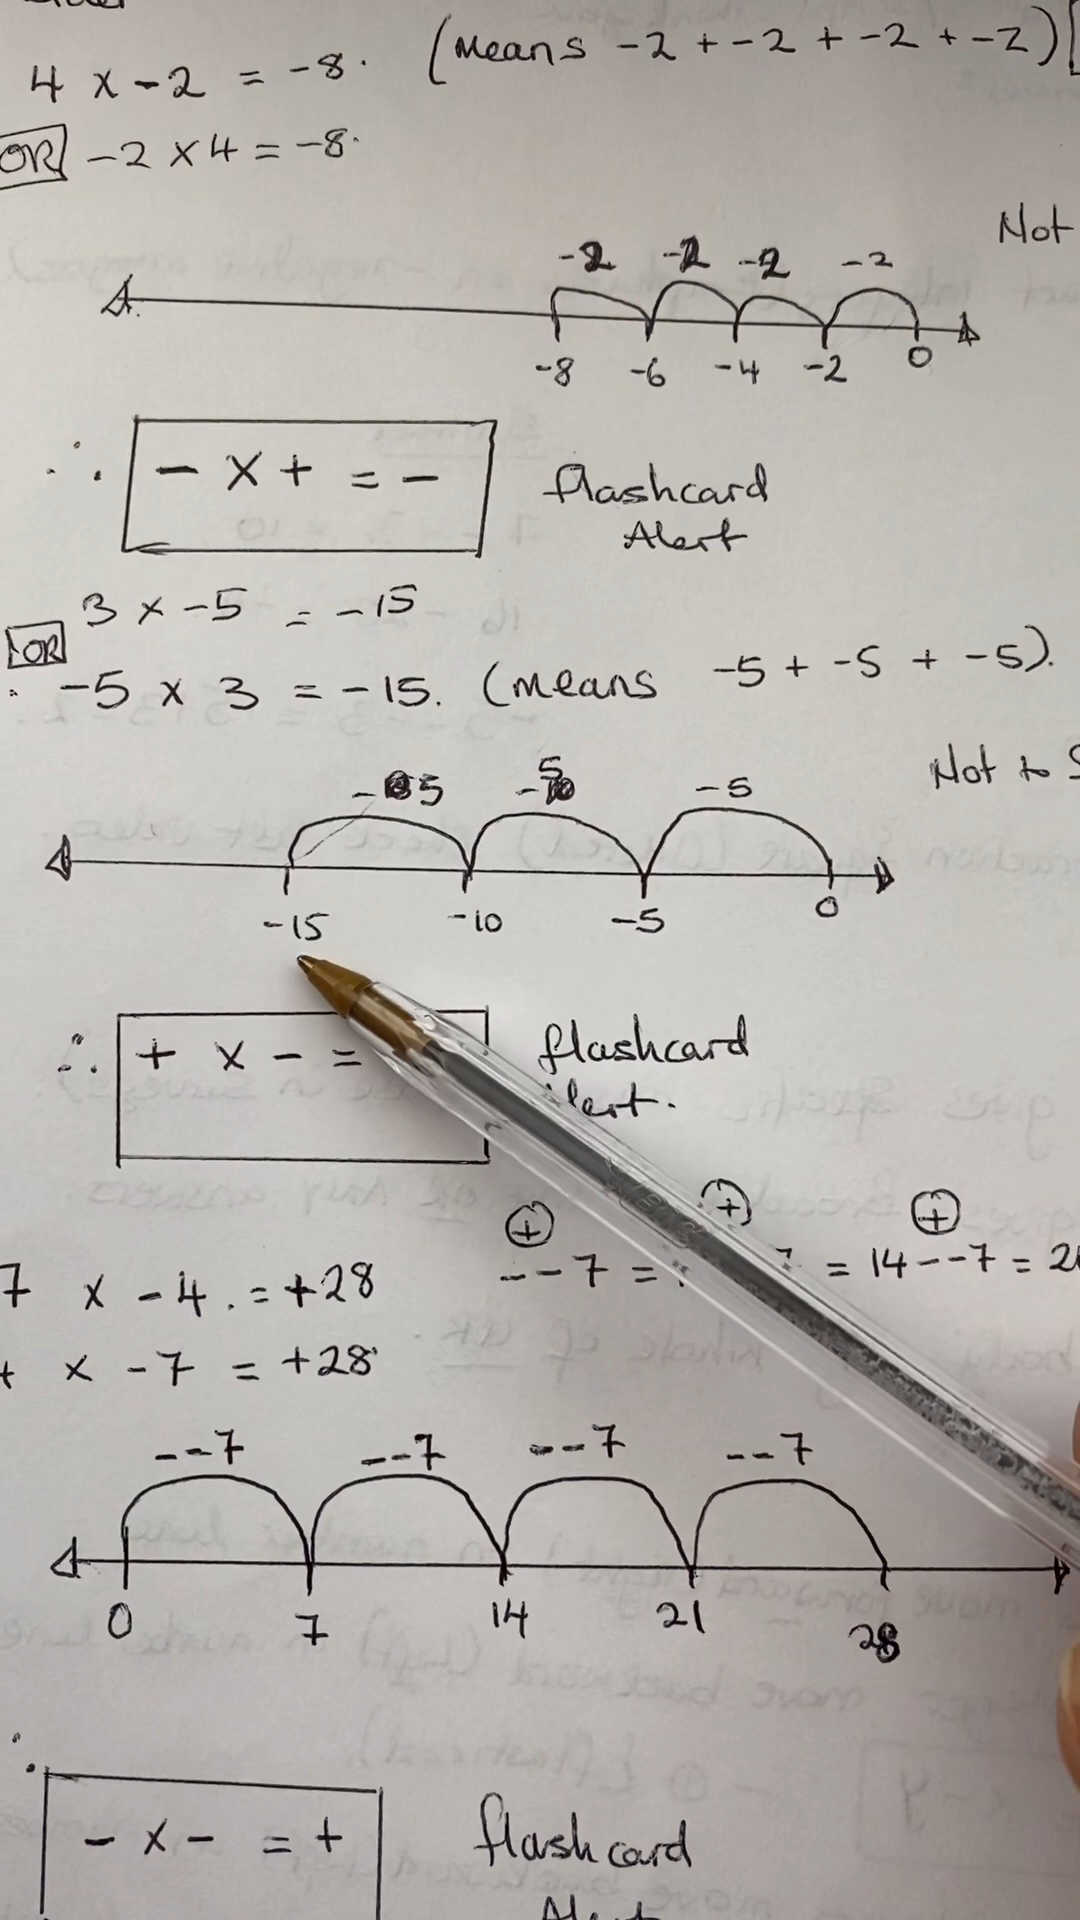 4 x -2 = -8. (means -2 + -2 + -2 + -2)
OR -2 x 4 = -8.
Not
-2 -2 -2 -2
-8 -6 -4 -2 0
∴ - x + = - flashcard
Alert
3 x -5 = -15
OR
-5 x 3 = -15. (means -5 + -5 + -5).
Not to
-5 -5 -5
-15 -10 -5 0
∴ + x - = flashcard
7 x -4 = +28
--7 = = 14--7 =
x -7 = +28
--7 --7 --7 --7
0 7 14 21 28
∴
- x - = + flashcard